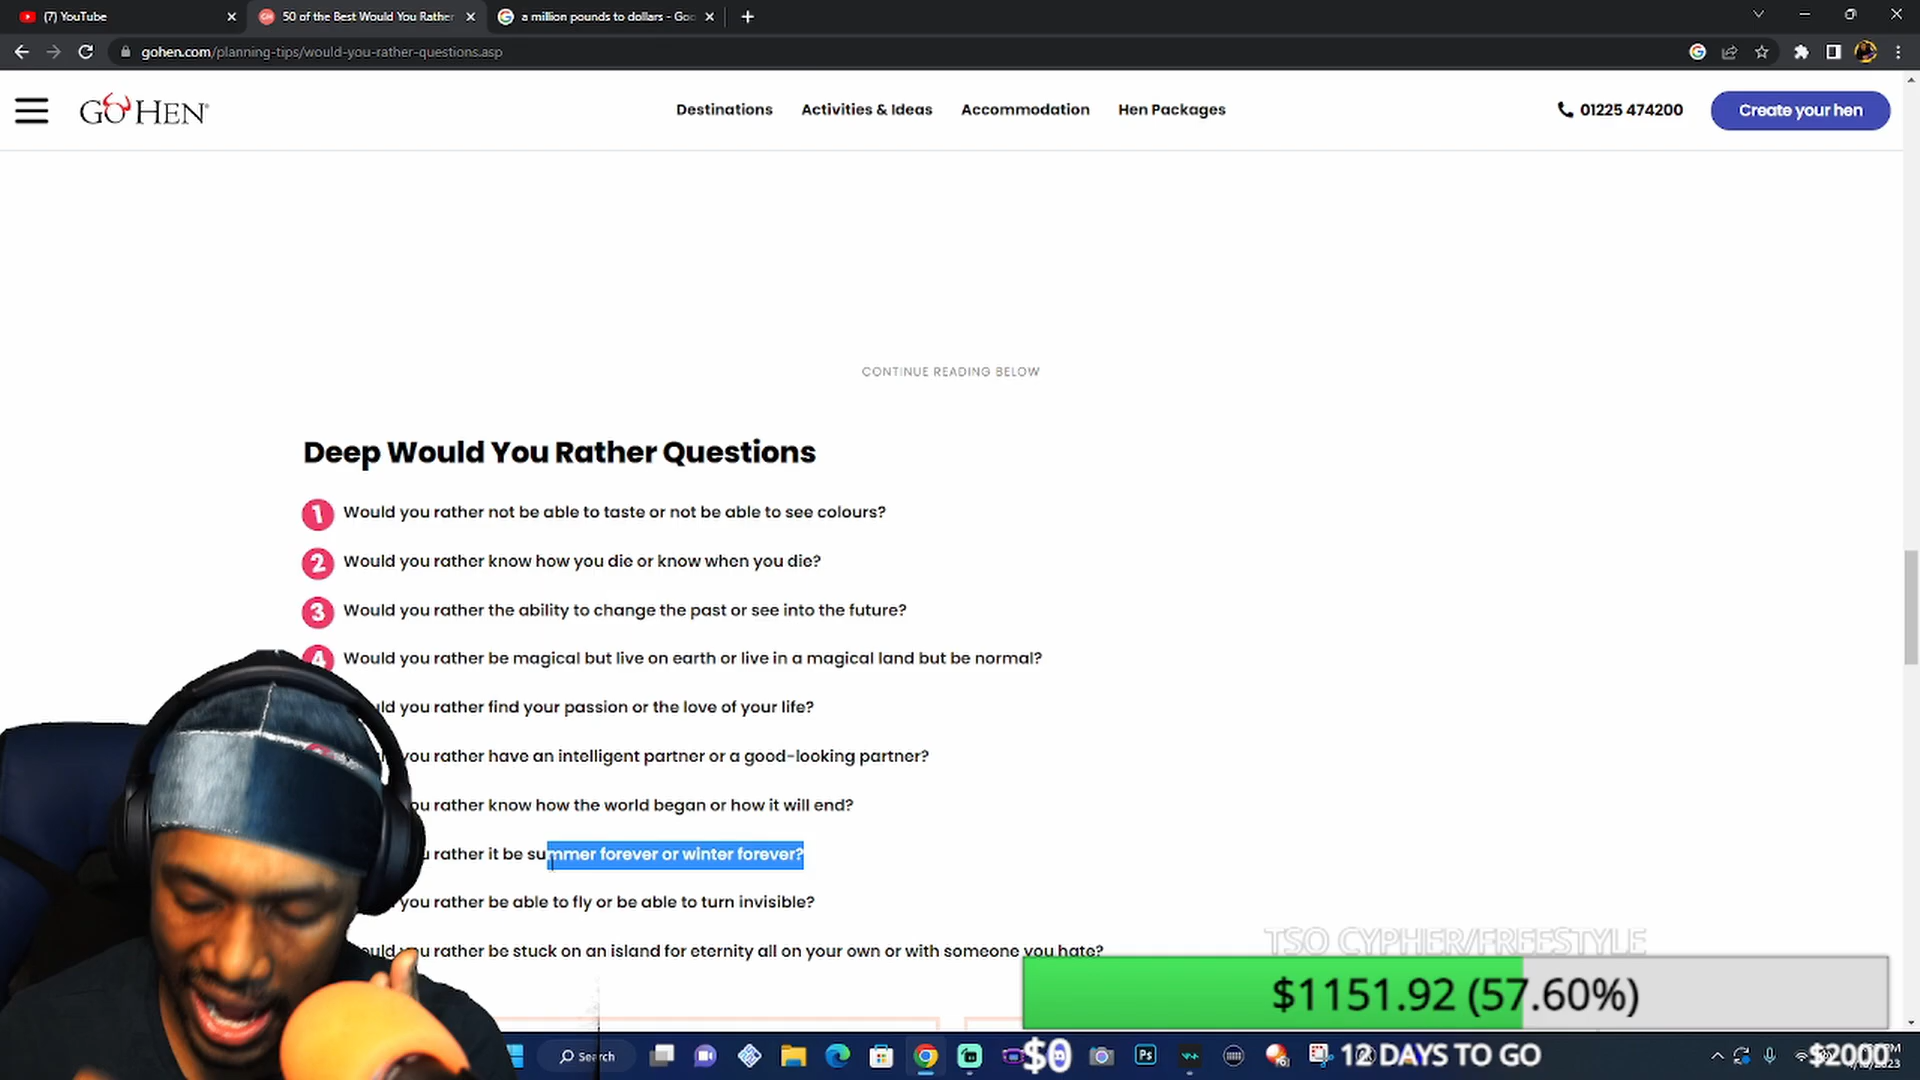 (7) YouTube
50 of the Best Would You Rather
a million pounds to dollars - Goo
gohen.com/planning-tips/would-you-rather-questions.asp
GO HEN
Destinations
Activities & Ideas
Accommodation
Hen Packages
01225 474200
Create your hen
CONTINUE READING BELOW
Deep Would You Rather Questions
1 Would you rather not be able to taste or not be able to see colours?
2 Would you rather know how you die or know when you die?
3 Would you rather the ability to change the past or see into the future?
4 Would you rather be magical but live on earth or live in a magical land but be normal?
you rather find your passion or the love of your life?
you rather have an intelligent partner or a good-looking partner?
rather know how the world began or how it will end?
rather it be summer forever or winter forever?
you rather be able to fly or be able to turn invisible?
you rather be stuck on an island for eternity all on your own or with someone you hate?
TSO CYPHER/FREESTYLE
$1151.92 (57.60%)
Search
$0
Ps
12 DAYS TO GO
$2000